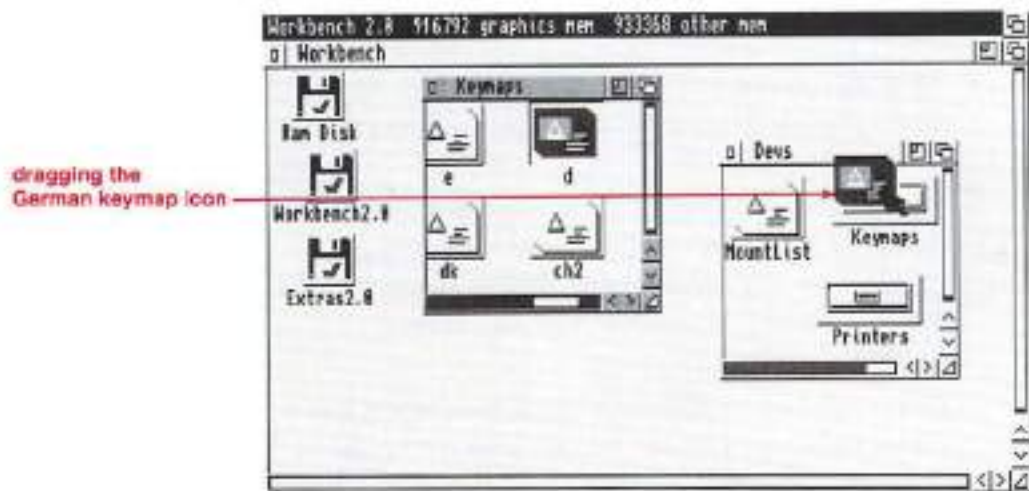 Workbench 2.0 916792 graphics mem 933368 other mem
Workbench
Ram Disk
Workbench2.0
Extras2.0
Keymaps
e
d
dk
ch2
Devs
MountList
Keymaps
Printers
dragging the
German keymap icon